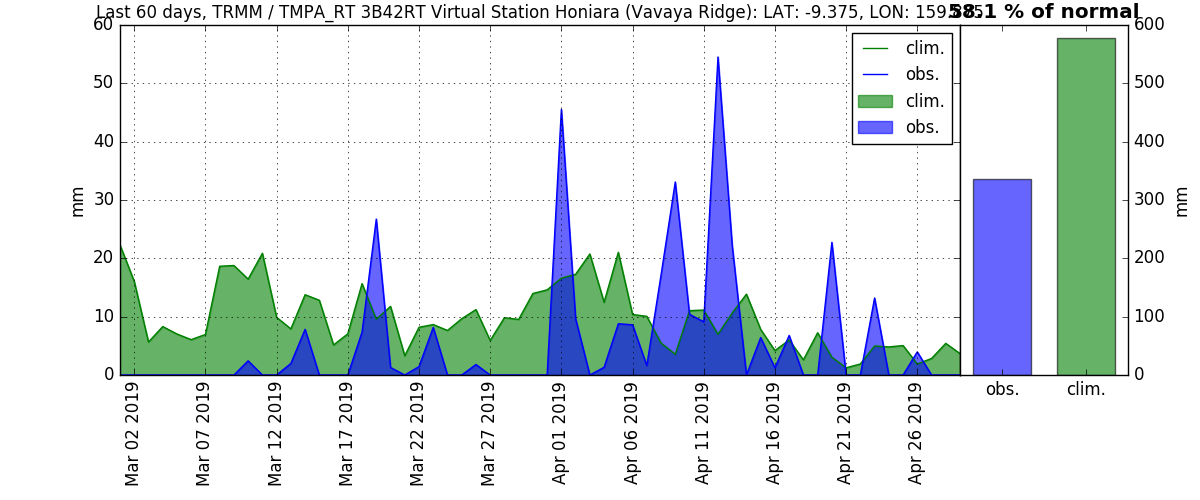 Last 60 days, TRMM / TMPA_RT 3B42RT Virtual Station Honiara (Vavaya Ridge): LAT: -9.375, LON:
58.1 % of normal
60
50
40
30
20
10
0
mm
clim.
obs.
clim.
obs.
600
500
400
300
200
100
0
mm
obs.
clim.
Mar 02 2019
Mar 07 2019
Mar 12 2019
Mar 17 2019
Mar 22 2019
Mar 27 2019
Apr 01 2019
Apr 06 2019
Apr 11 2019
Apr 16 2019
Apr 21 2019
Apr 26 2019